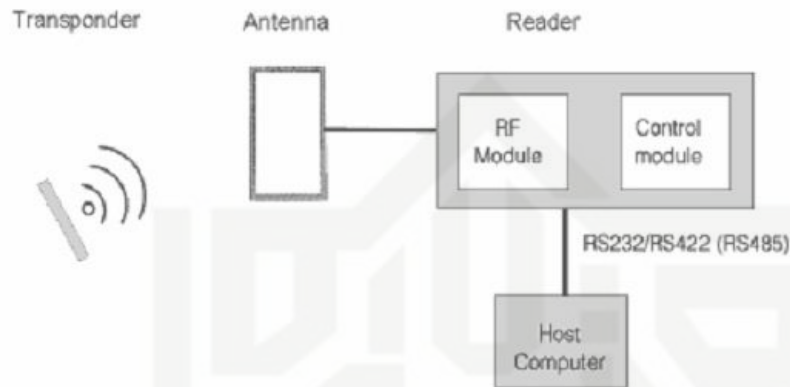 Transponder
Antenna
Reader
RF
Module
Control
module
RS232/RS422 (RS485)
Host
Computer